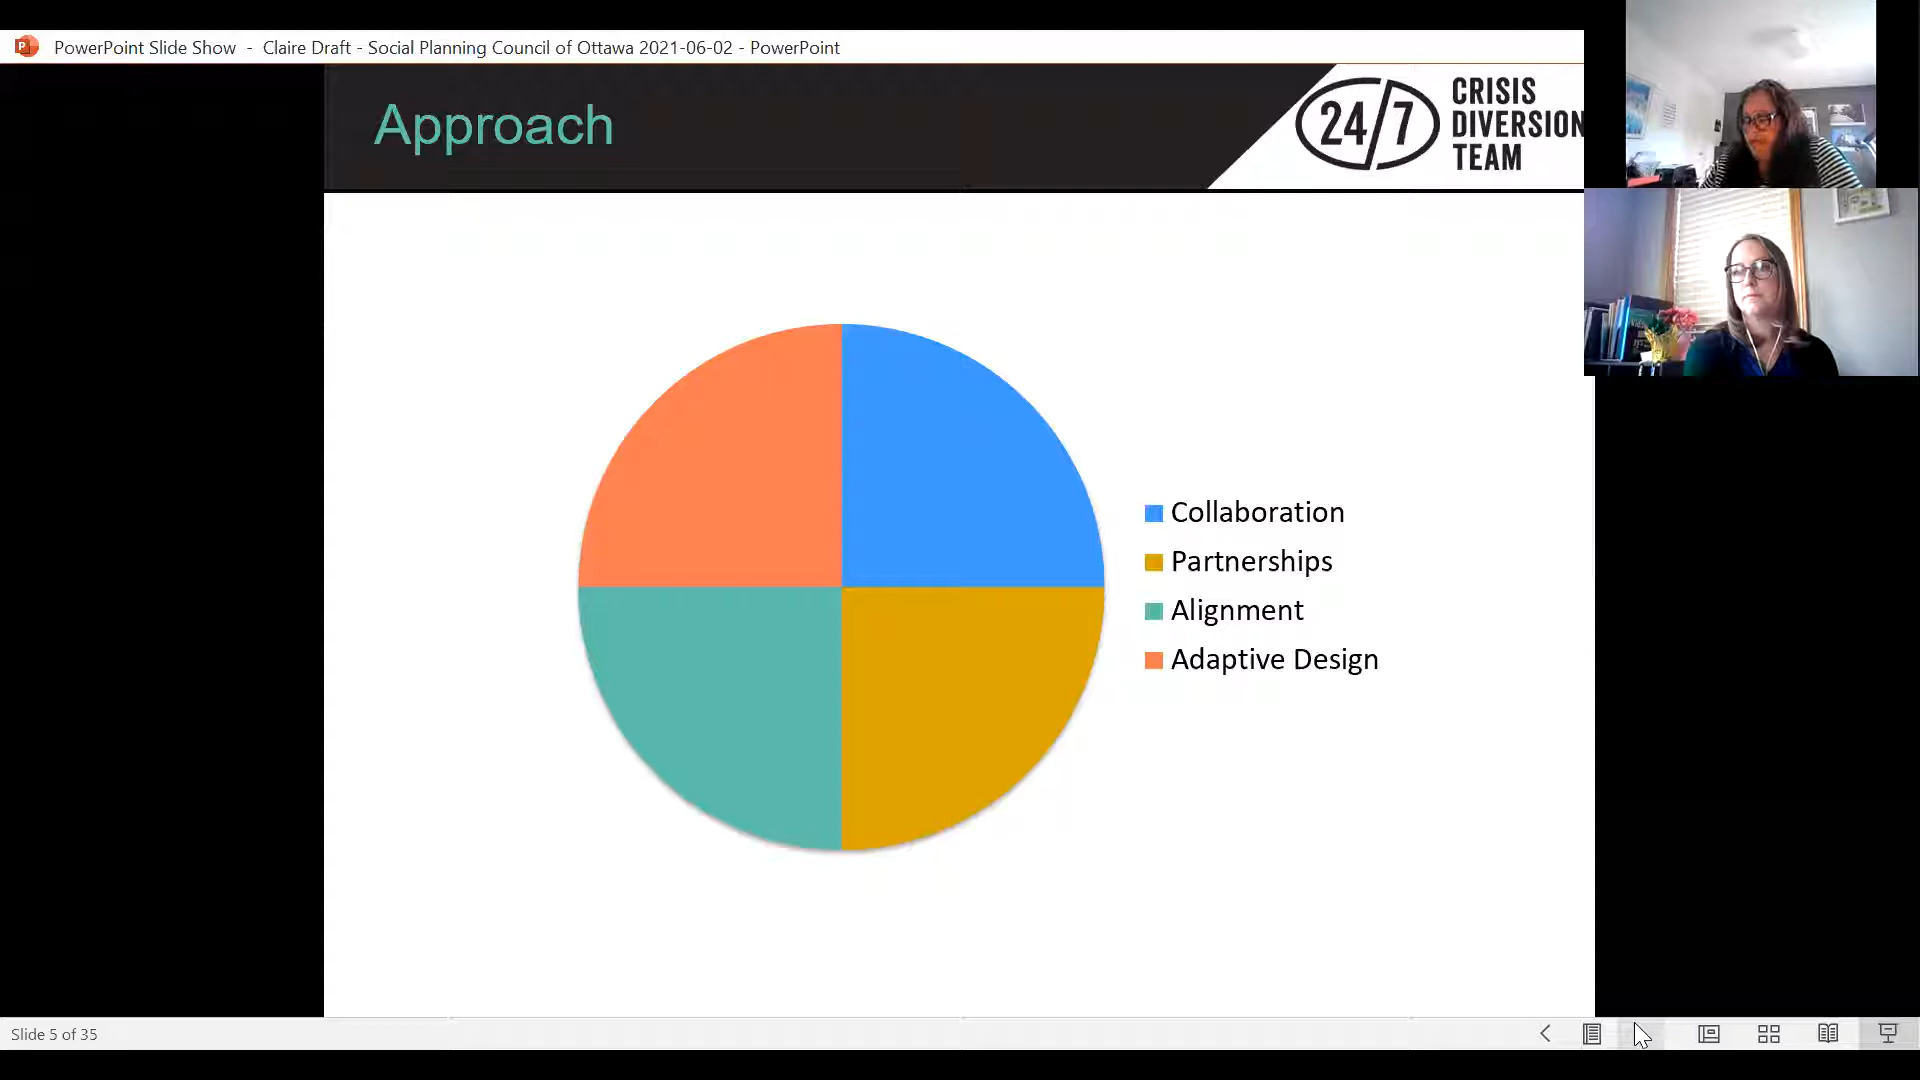 PowerPoint Slide Show - Claire Draft - Social Planning Council of Ottawa 2021-06-02 - PowerPoint
Approach
24/7
CRISIS
DIVERSION
TEAM
Collaboration
Partnerships
Alignment
Adaptive Design
Slide 5 of 35